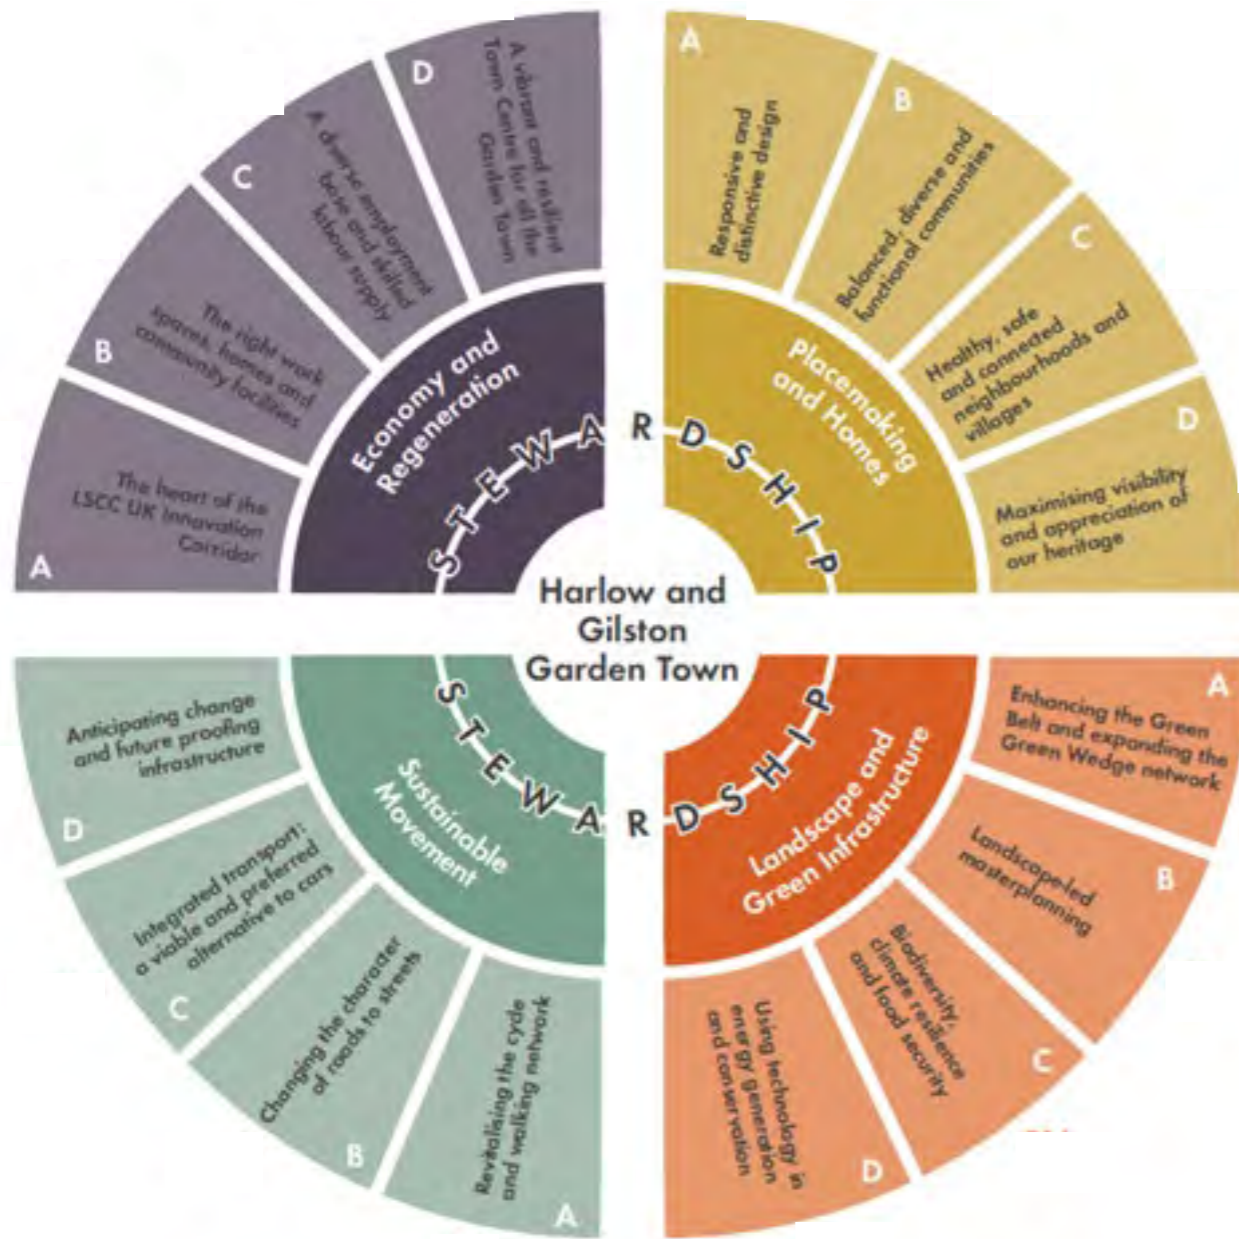 Harlow and
Gilston
Garden Town
STEWARDSHIP
STEWARDSHIP
Placemaking
and Homes
A
Responsive and
distinctive design
B
Balanced, diverse and
functional communities
C
Healthy, safe
and connected
neighbourhoods and
villages
D
Maximising visibility
and appreciation of
our heritage
Landscape and
Green Infrastructure
A
Enhancing the Green
Belt and expanding the
Green Wedge network
B
Landscape-led
masterplanning
C
Biodiversity,
climate resilience
and food security
D
Using technology in
energy generation
and conservation
Sustainable
Movement
A
Revitalising the cycle
and walking network
B
Changing the character
of roads to streets
C
Integrated transport:
a viable and preferred
alternative to cars
D
Anticipating change
and future proofing
infrastructure
Economy and
Regeneration
A
The heart of the
LSCC UK Innovation
Corridor
B
The right work
spaves, homes and
community facilities
C
A diverse employment
base and skilled
labour supply
D
A vibrant and resilient
Town Centre for all the
Garden Town